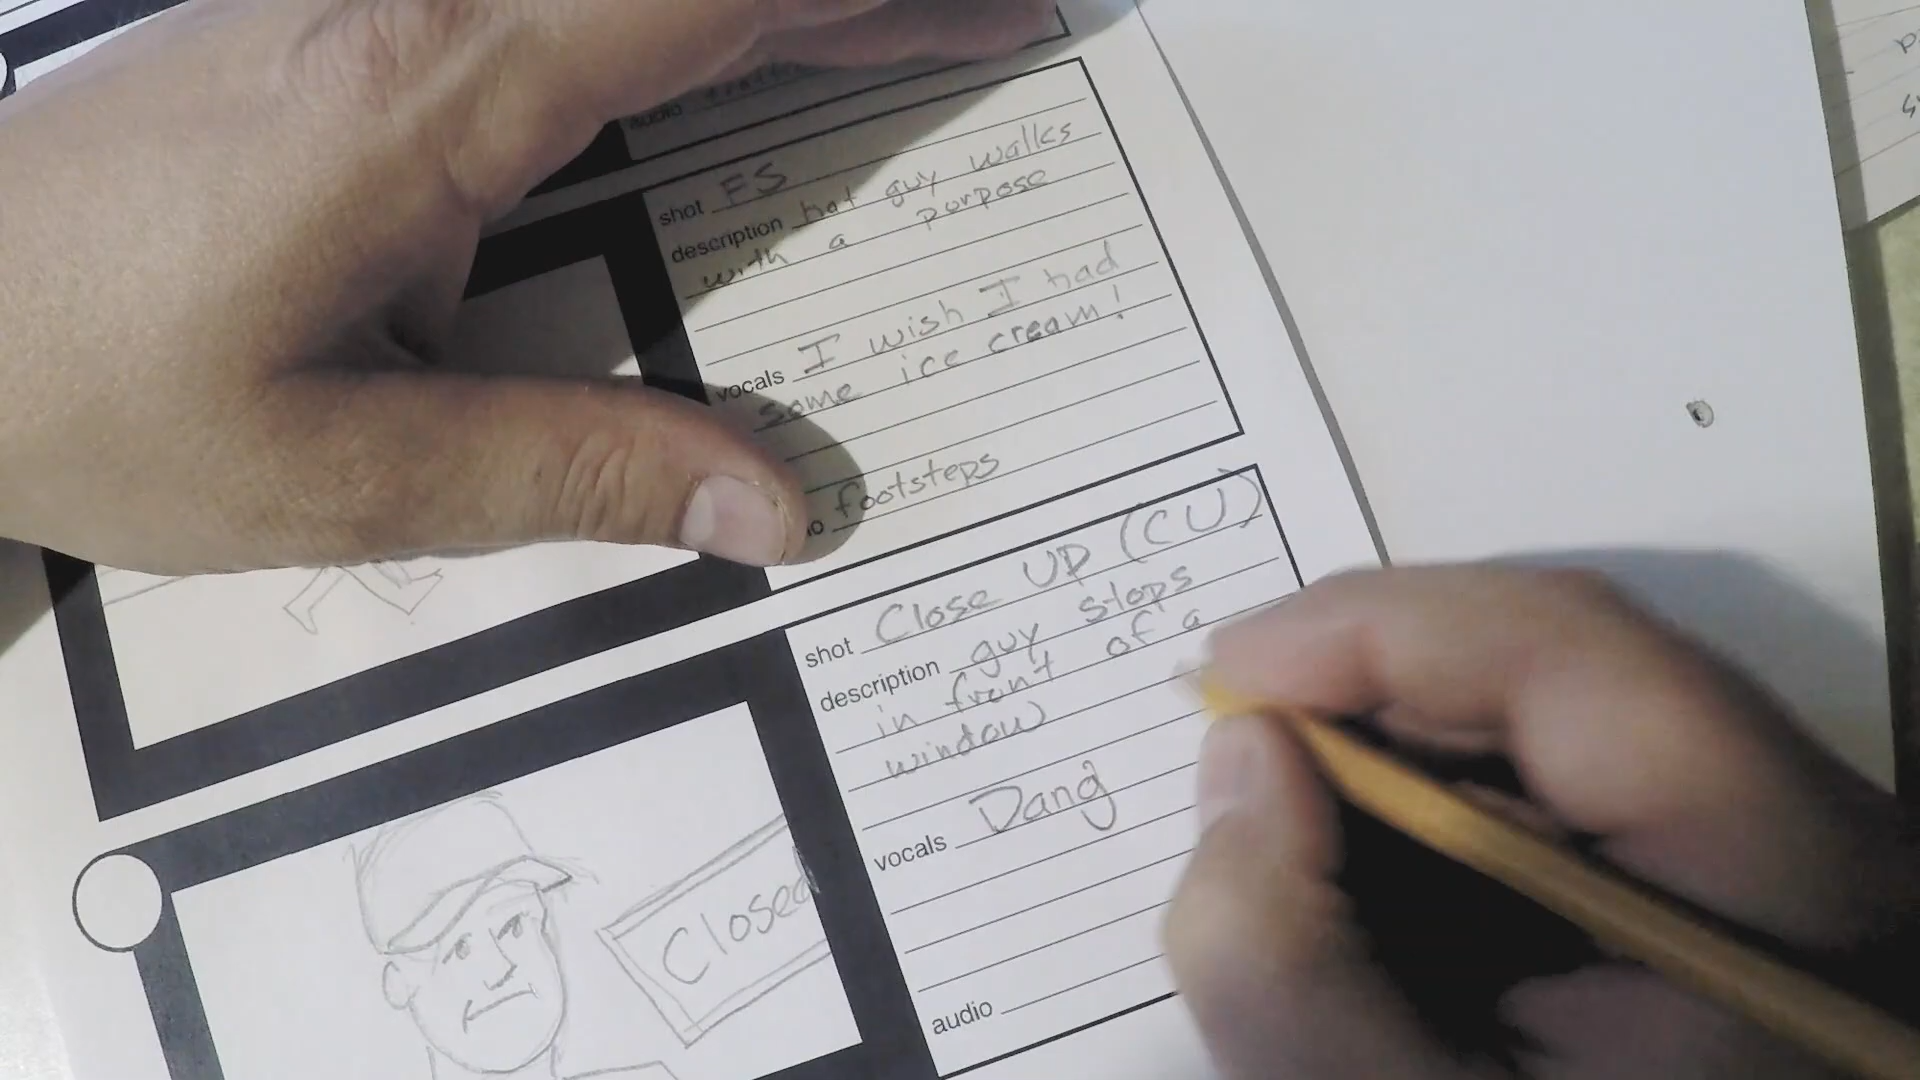 audio traffic
shot FS
description hat guy walks
with a purpose
vocals I wish I had
some ice cream!
footsteps
shot Close UP (CU)
description guy stops
in front of a
window
vocals Dang
audio
Closed